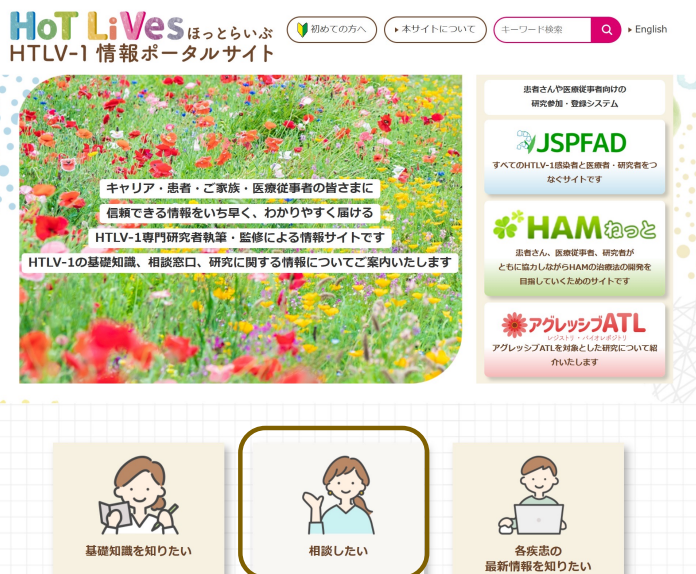 HoT LiVes ほっとらいぶ
HTLV-1 情報ポータルサイト
初めての方へ
本サイトについて
キーワード検索
English
キャリア・患者・ご家族・医療従事者の皆さまに
信頼できる情報をいち早く、わかりやすく届ける
HTLV-1専門研究者執筆・監修による情報サイトです
HTLV-1の基礎知識、相談窓口、研究に関する情報についてご案内いたします
患者さんや医療従事者向けの
研究参加・登録システム
JSPFAD
すべてのHTLV-1感染者と医療者・研究者をつ
なぐサイトです
HAMねっと
患者さん、医療従事者、研究者が
ともに協力しながらHAMの治療法の開発を
目指していくためのサイトです
アグレッシブATL
レジストリ・バイオレポジトリ
アグレッシブATLを対象とした研究について紹
介いたします
基礎知識を知りたい
相談したい
各疾患の
最新情報を知りたい